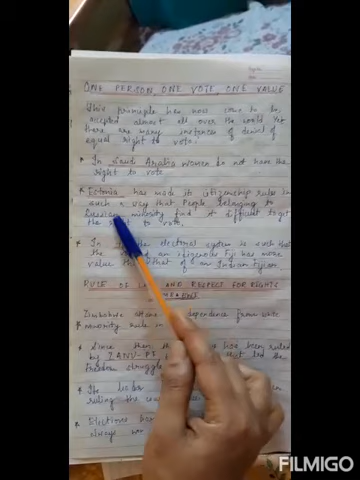 ONE PERSON, ONE VOTE, ONE VALUE
This principle has now come to be
accepted almost all over the world Yet
there are many instances of denial of
equal right to vote.
* In Saudi Arabia women do not have the
right to vote
* Estonia has made its citizenship rules in
such a way that People belonging to
Russian minority find it difficult to get
the right to vote.
* In electoral system is such that
the of an indigenous Fiji has more
value than that of an Indian Fijian
RULE OF LAW AND RESPECT FOR RIGHTS
Zimbabwe independence from white
minority rule in
* Since then the has been ruled
by ZANU-PF, that led the
freedom struggle
* Its leader
ruling the
* Elections
always
FILMIGO